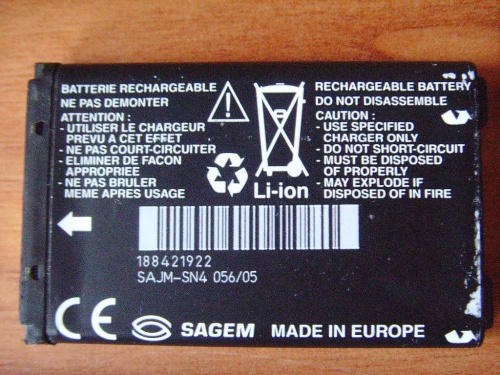 BATTERIE RECHARGEABLE
NE PAS DEMONTER
ATTENTION :
- UTILISER LE CHARGEUR
PREVU A CET EFFET
- NE PAS COURT-CIRCUITER
- ELIMINER DE FACON
APPROPRIEE
- NE PAS BRULER
MEME APRES USAGE
Li-ion
RECHARGEABLE BATTERY
DO NOT DISASSEMBLE
CAUTION :
- USE SPECIFIED
CHARGER ONLY
- DO NOT SHORT-CIRCUIT
- MUST BE DISPOSED
OF PROPERLY
- MAY EXPLODE IF
DISPOSED OF IN FIRE
188421922
SAJM-SN4 056/05
CE SAGEM MADE IN EUROPE